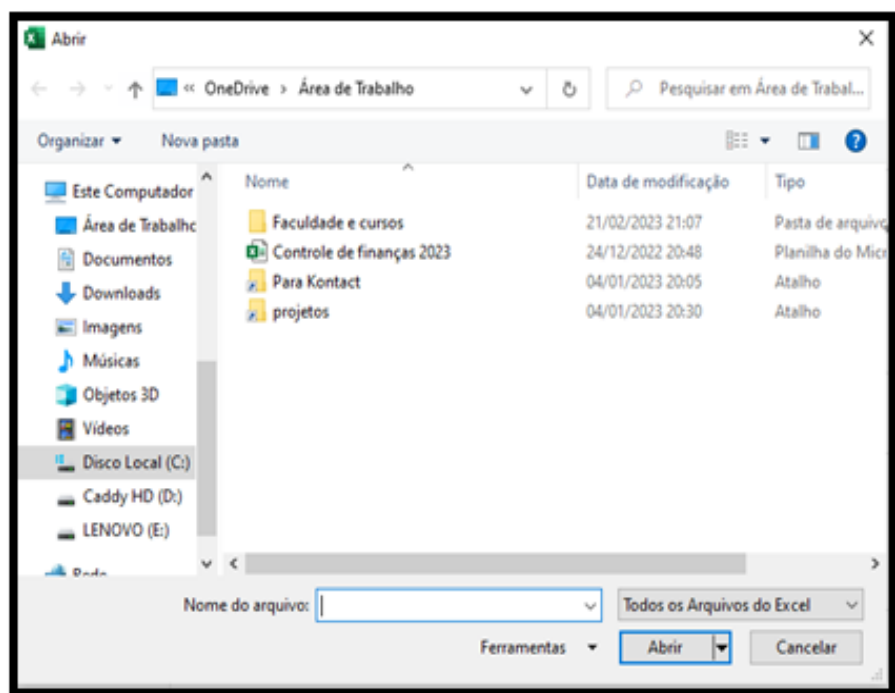 Abrir
« OneDrive › Área de Trabalho
Pesquisar em Área de Trabal...
Organizar
Nova pasta
Este Computador
Área de Trabalho
Documentos
Downloads
Imagens
Músicas
Objetos 3D
Vídeos
Disco Local (C:)
Caddy HD (D:)
LENOVO (E:)
Nome Data de modificação Tipo
Faculdade e cursos 21/02/2023 21:07 Pasta de arquivo
Controle de finanças 2023 24/12/2022 20:48 Planilha do Micr
Para Kontact 04/01/2023 20:05 Atalho
projetos 04/01/2023 20:30 Atalho
Nome do arquivo:
Todos os Arquivos do Excel
Ferramentas
Abrir
Cancelar